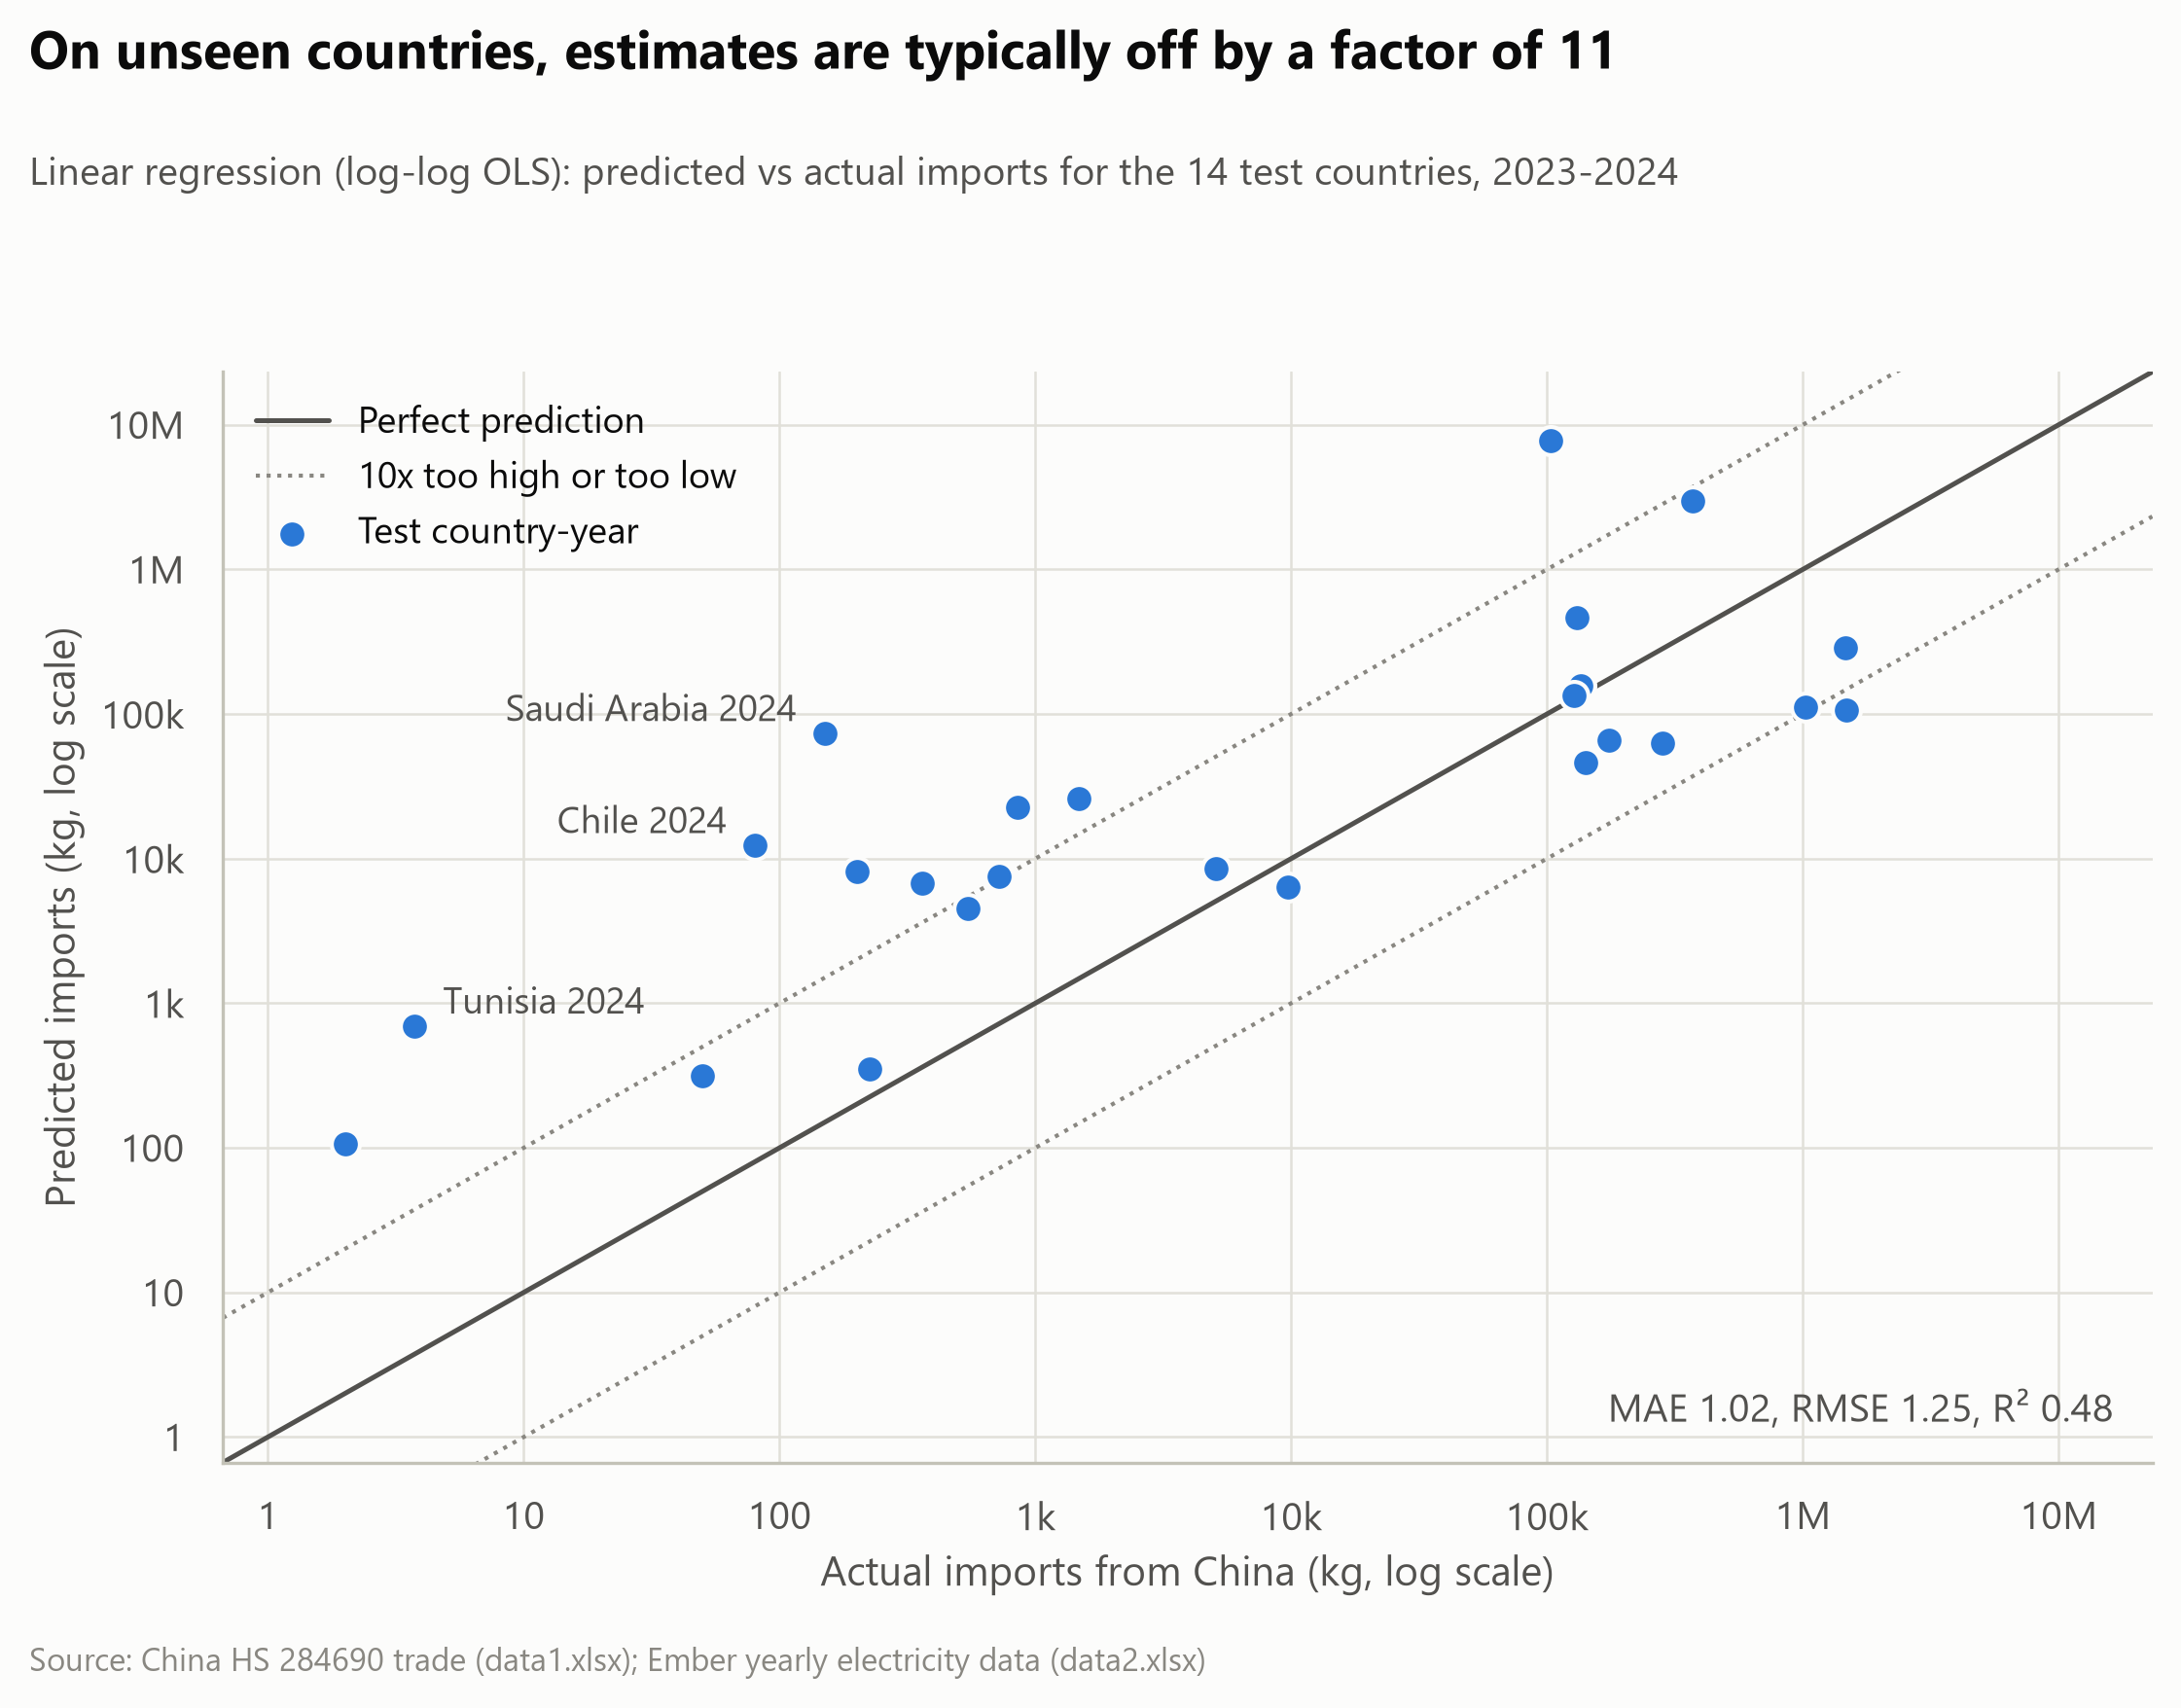 On unseen countries, estimates are typically off by a factor of 11
Linear regression (log-log OLS): predicted vs actual imports for the 14 test countries, 2023-2024
Perfect prediction
10x too high or too low
Test country-year
10M
1M
100k
10k
1k
100
10
1
Predicted imports (kg, log scale)
Saudi Arabia 2024
Chile 2024
Tunisia 2024
MAE 1.02, RMSE 1.25, R² 0.48
1 10 100 1k 10k 100k 1M 10M
Actual imports from China (kg, log scale)
Source: China HS 284690 trade (data1.xlsx); Ember yearly electricity data (data2.xlsx)